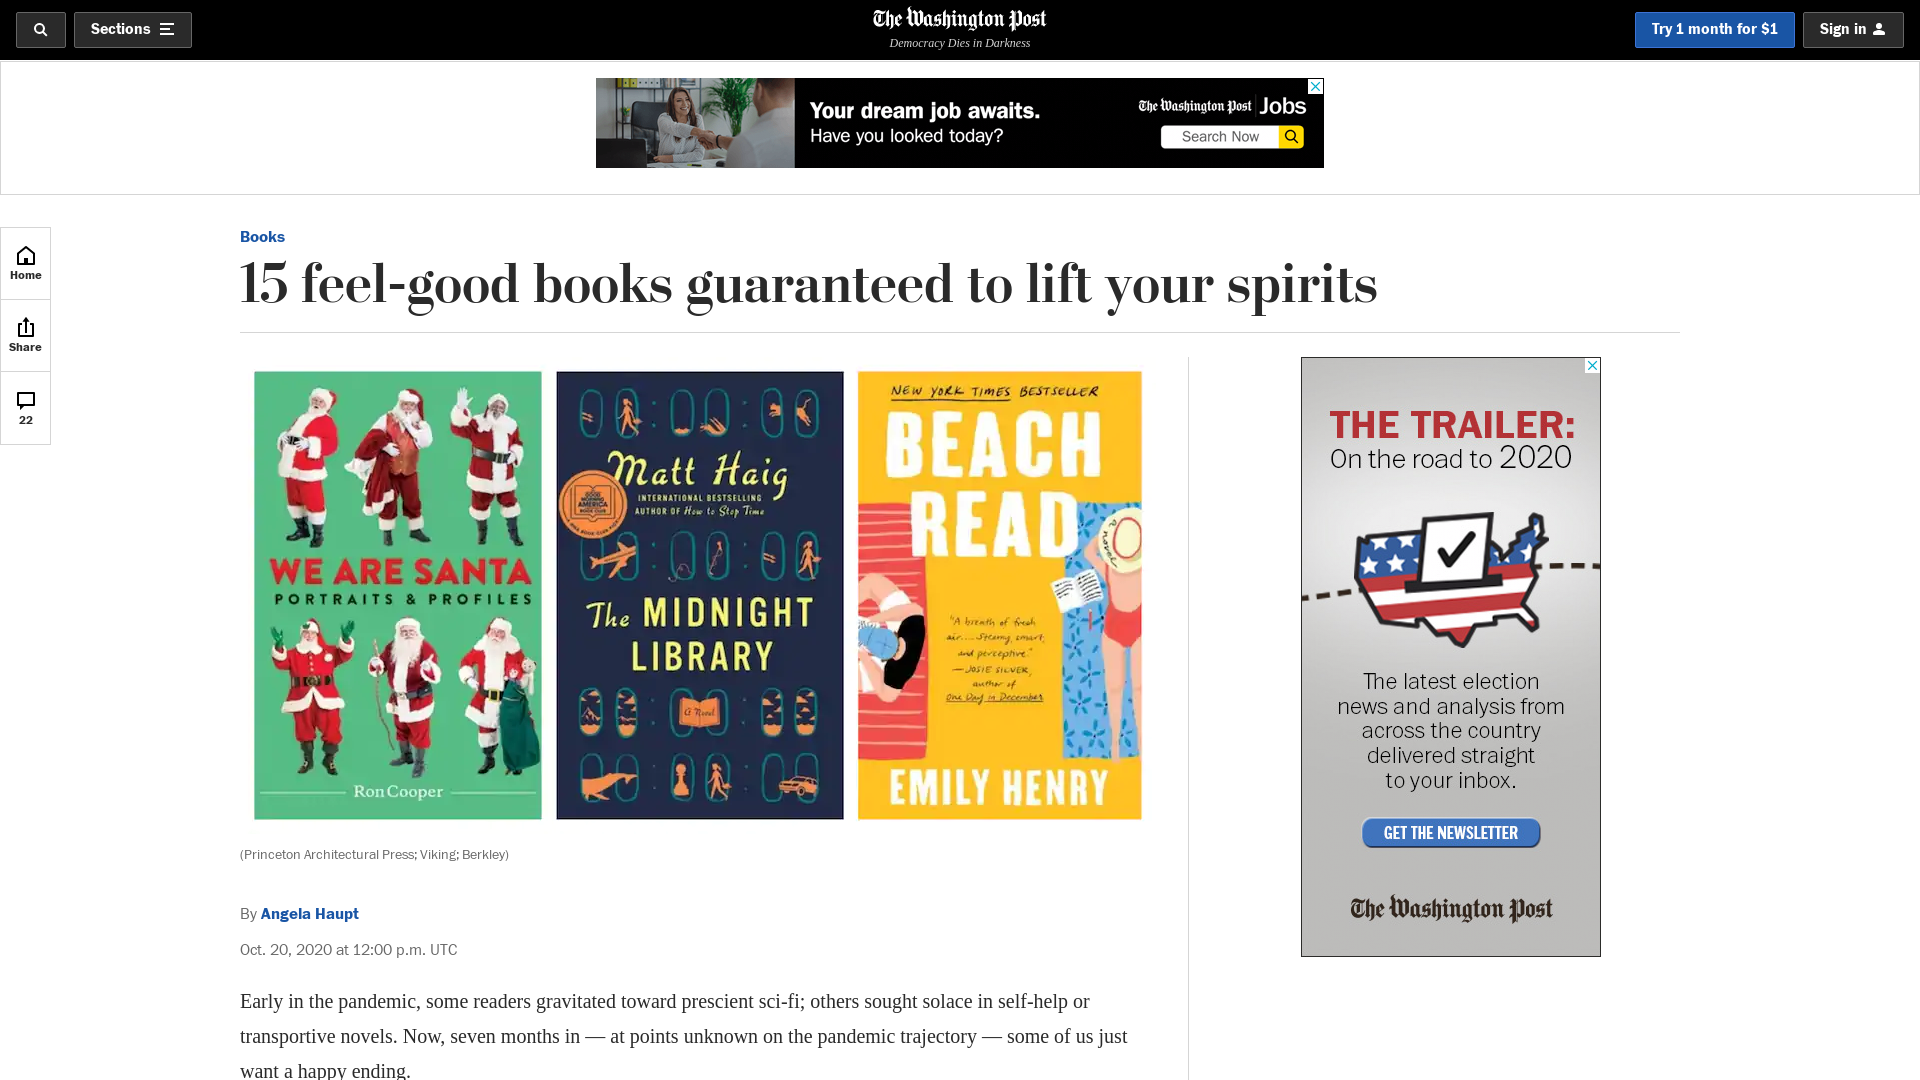 Sections
The Washington Post
Democracy Dies in Darkness
Try 1 month for $1
Sign in
Your dream job awaits.
Have you looked today?
The Washington Post Jobs
Search Now
Home
Share
22
Books
15 feel-good books guaranteed to lift your spirits
WE ARE SANTA
PORTRAITS & PROFILES
Ron Cooper
Matt Haig
INTERNATIONAL BESTSELLING
AUTHOR OF How to Stop Time
GOOD
MORNING
AMERICA
BOOK CLUB
The MIDNIGHT
LIBRARY
A Novel
NEW YORK TIMES BESTSELLER
BEACH
READ
a novel
"A breath of fresh
air.... Steamy, smart,
and perceptive."
—JOSIE SILVER,
author of
One Day in December
EMILY HENRY
(Princeton Architectural Press; Viking; Berkley)
By Angela Haupt
Oct. 20, 2020 at 12:00 p.m. UTC
Early in the pandemic, some readers gravitated toward prescient sci-fi; others sought solace in self-help or
transportive novels. Now, seven months in — at points unknown on the pandemic trajectory — some of us just
want a happy ending.
THE TRAILER:
On the road to 2020
The latest election
news and analysis from
across the country
delivered straight
to your inbox.
GET THE NEWSLETTER
The Washington Post